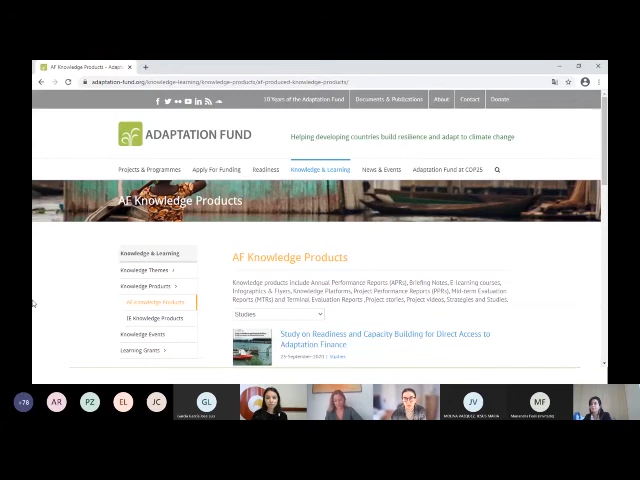 AF Knowledge Products - Adapt
adaptation-fund.org/knowledge-learning/knowledge-products/af-produced-knowledge-products/
10 Years of the Adaptation Fund
Documents & Publications
About
Contact
Donate
ADAPTATION FUND
Helping developing countries build resilience and adapt to climate change
Projects & Programmes
Apply For Funding
Readiness
Knowledge & Learning
News & Events
Adaptation Fund at COP25
AF Knowledge Products
Knowledge & Learning
Knowledge Themes
Knowledge Products
AF Knowledge Products
IE Knowledge Products
Knowledge Events
Learning Grants
AF Knowledge Products
Knowledge products include Annual Performance Reports (APRs), Briefing Notes, E-learning courses,
Infographics & Flyers, Knowledge Platforms, Project Performance Reports (PPRs), Mid-term Evaluation
Reports (MTRs) and Terminal Evaluation Reports ,Project stories, Project videos, Strategies and Studies.
Studies
Study on Readiness and Capacity Building for Direct Access to
Adaptation Finance
25-September-2020 | Studies
+78
AR
PZ
EL
JC
GL
JV
MOLINA VAZQUEZ, JESUS MARIA
MF